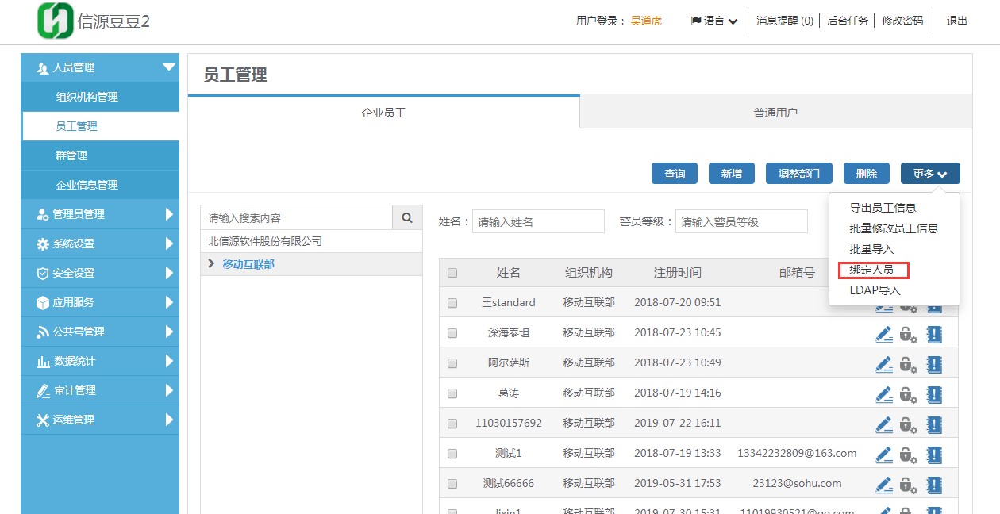 信源豆豆2
用户登录： 吴道虎 语言 消息提醒 (0) 后台任务 修改密码 退出
人员管理
组织机构管理
员工管理
群管理
企业信息管理
管理员管理
系统设置
安全设置
应用服务
公共号管理
数据统计
审计管理
运维管理
员工管理
企业员工 普通用户
查询 新增 调整部门 删除 更多
导出员工信息
批量修改员工信息
批量导入
绑定人员
LDAP导入
请输入搜索内容
北信源软件股份有限公司
移动互联部
姓名： 请输入姓名 警员等级： 请输入警员等级
姓名 组织机构 注册时间 邮箱号
王standard 移动互联部 2018-07-20 09:51
深海泰坦 移动互联部 2018-07-23 10:45
阿尔萨斯 移动互联部 2018-07-23 10:49
葛涛 移动互联部 2018-07-19 14:16
11030157692 移动互联部 2019-07-22 16:11
测试1 移动互联部 2018-07-19 13:33 13342232809@163.com
测试66666 移动互联部 2019-05-31 17:53 23123@sohu.com
移动互联部 2019-07-30 15:31 11019930521@qq.com